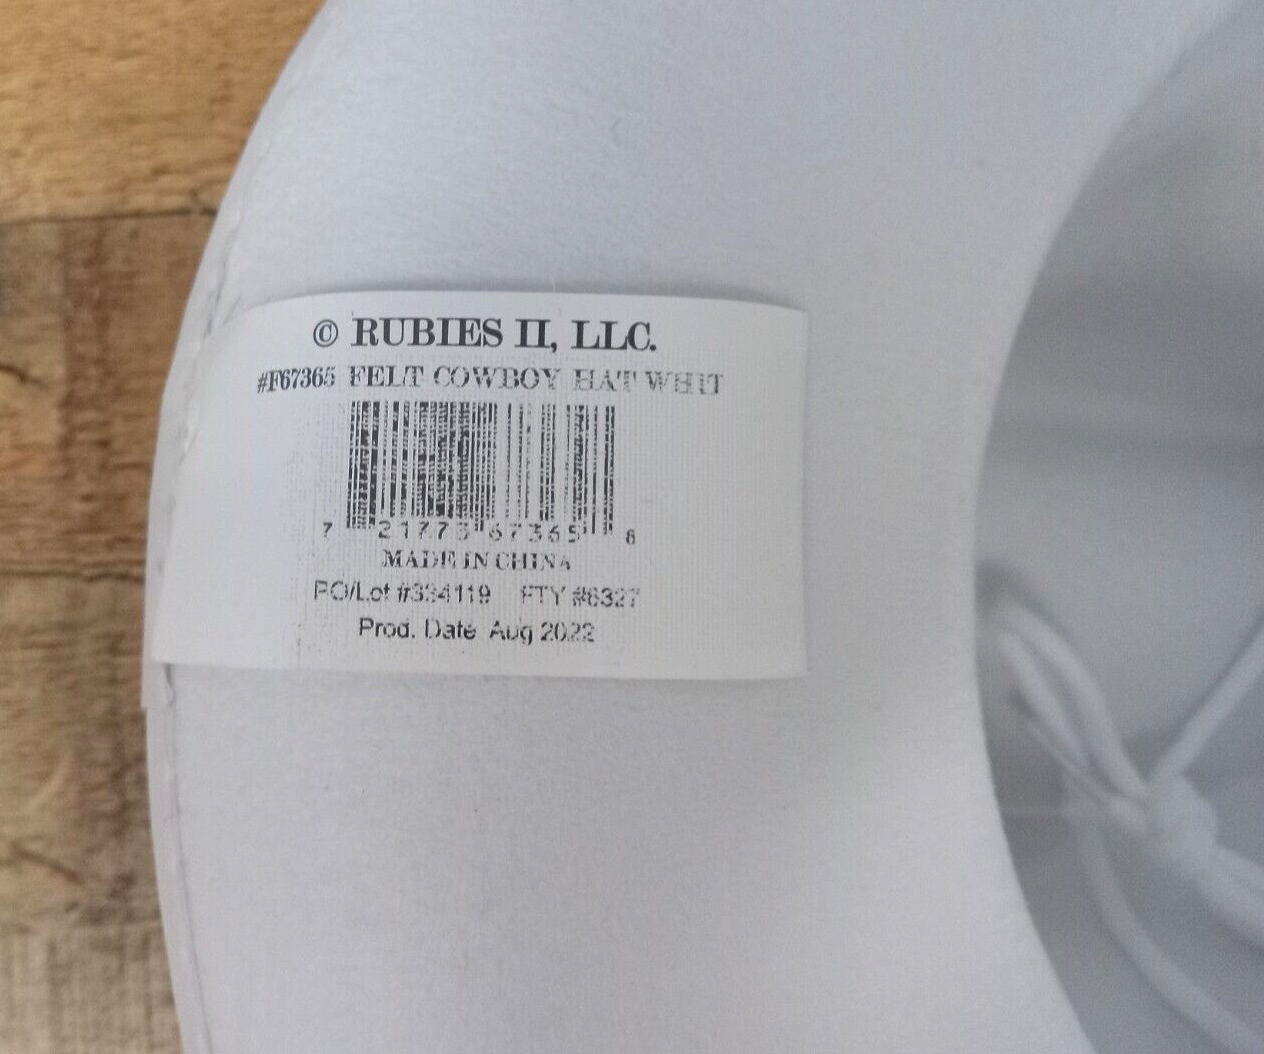 © RUBIES II, LLC.
#F67365 FELT COWBOY HAT WHIT
7 21773 67365 8
MADE IN CHINA
PO/Lot #334119 FTY #6327
Prod. Date Aug 2022